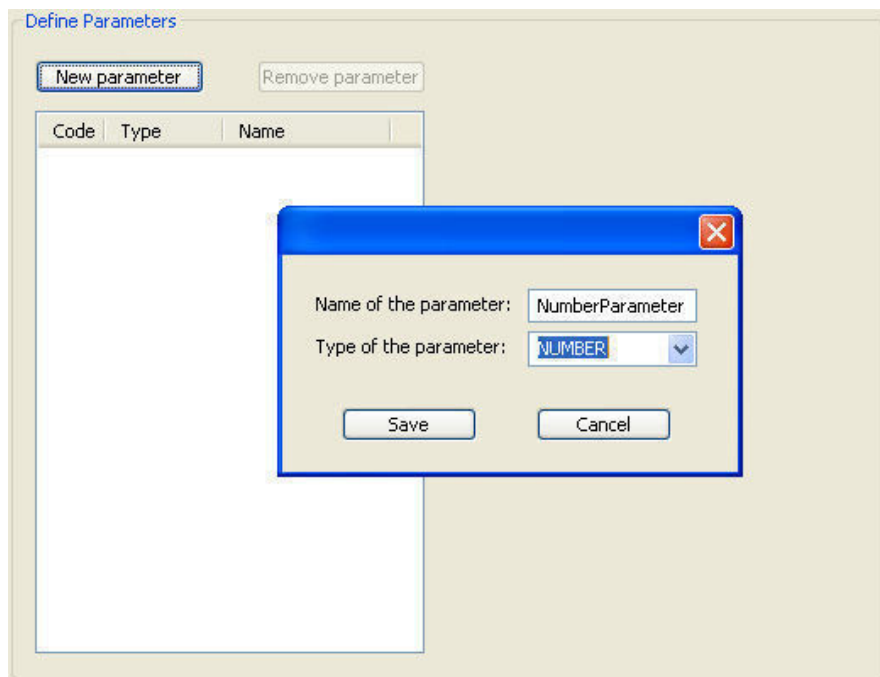 Define Parameters
New parameter Remove parameter
Code Type Name
Name of the parameter: NumberParameter
Type of the parameter: NUMBER
Save Cancel